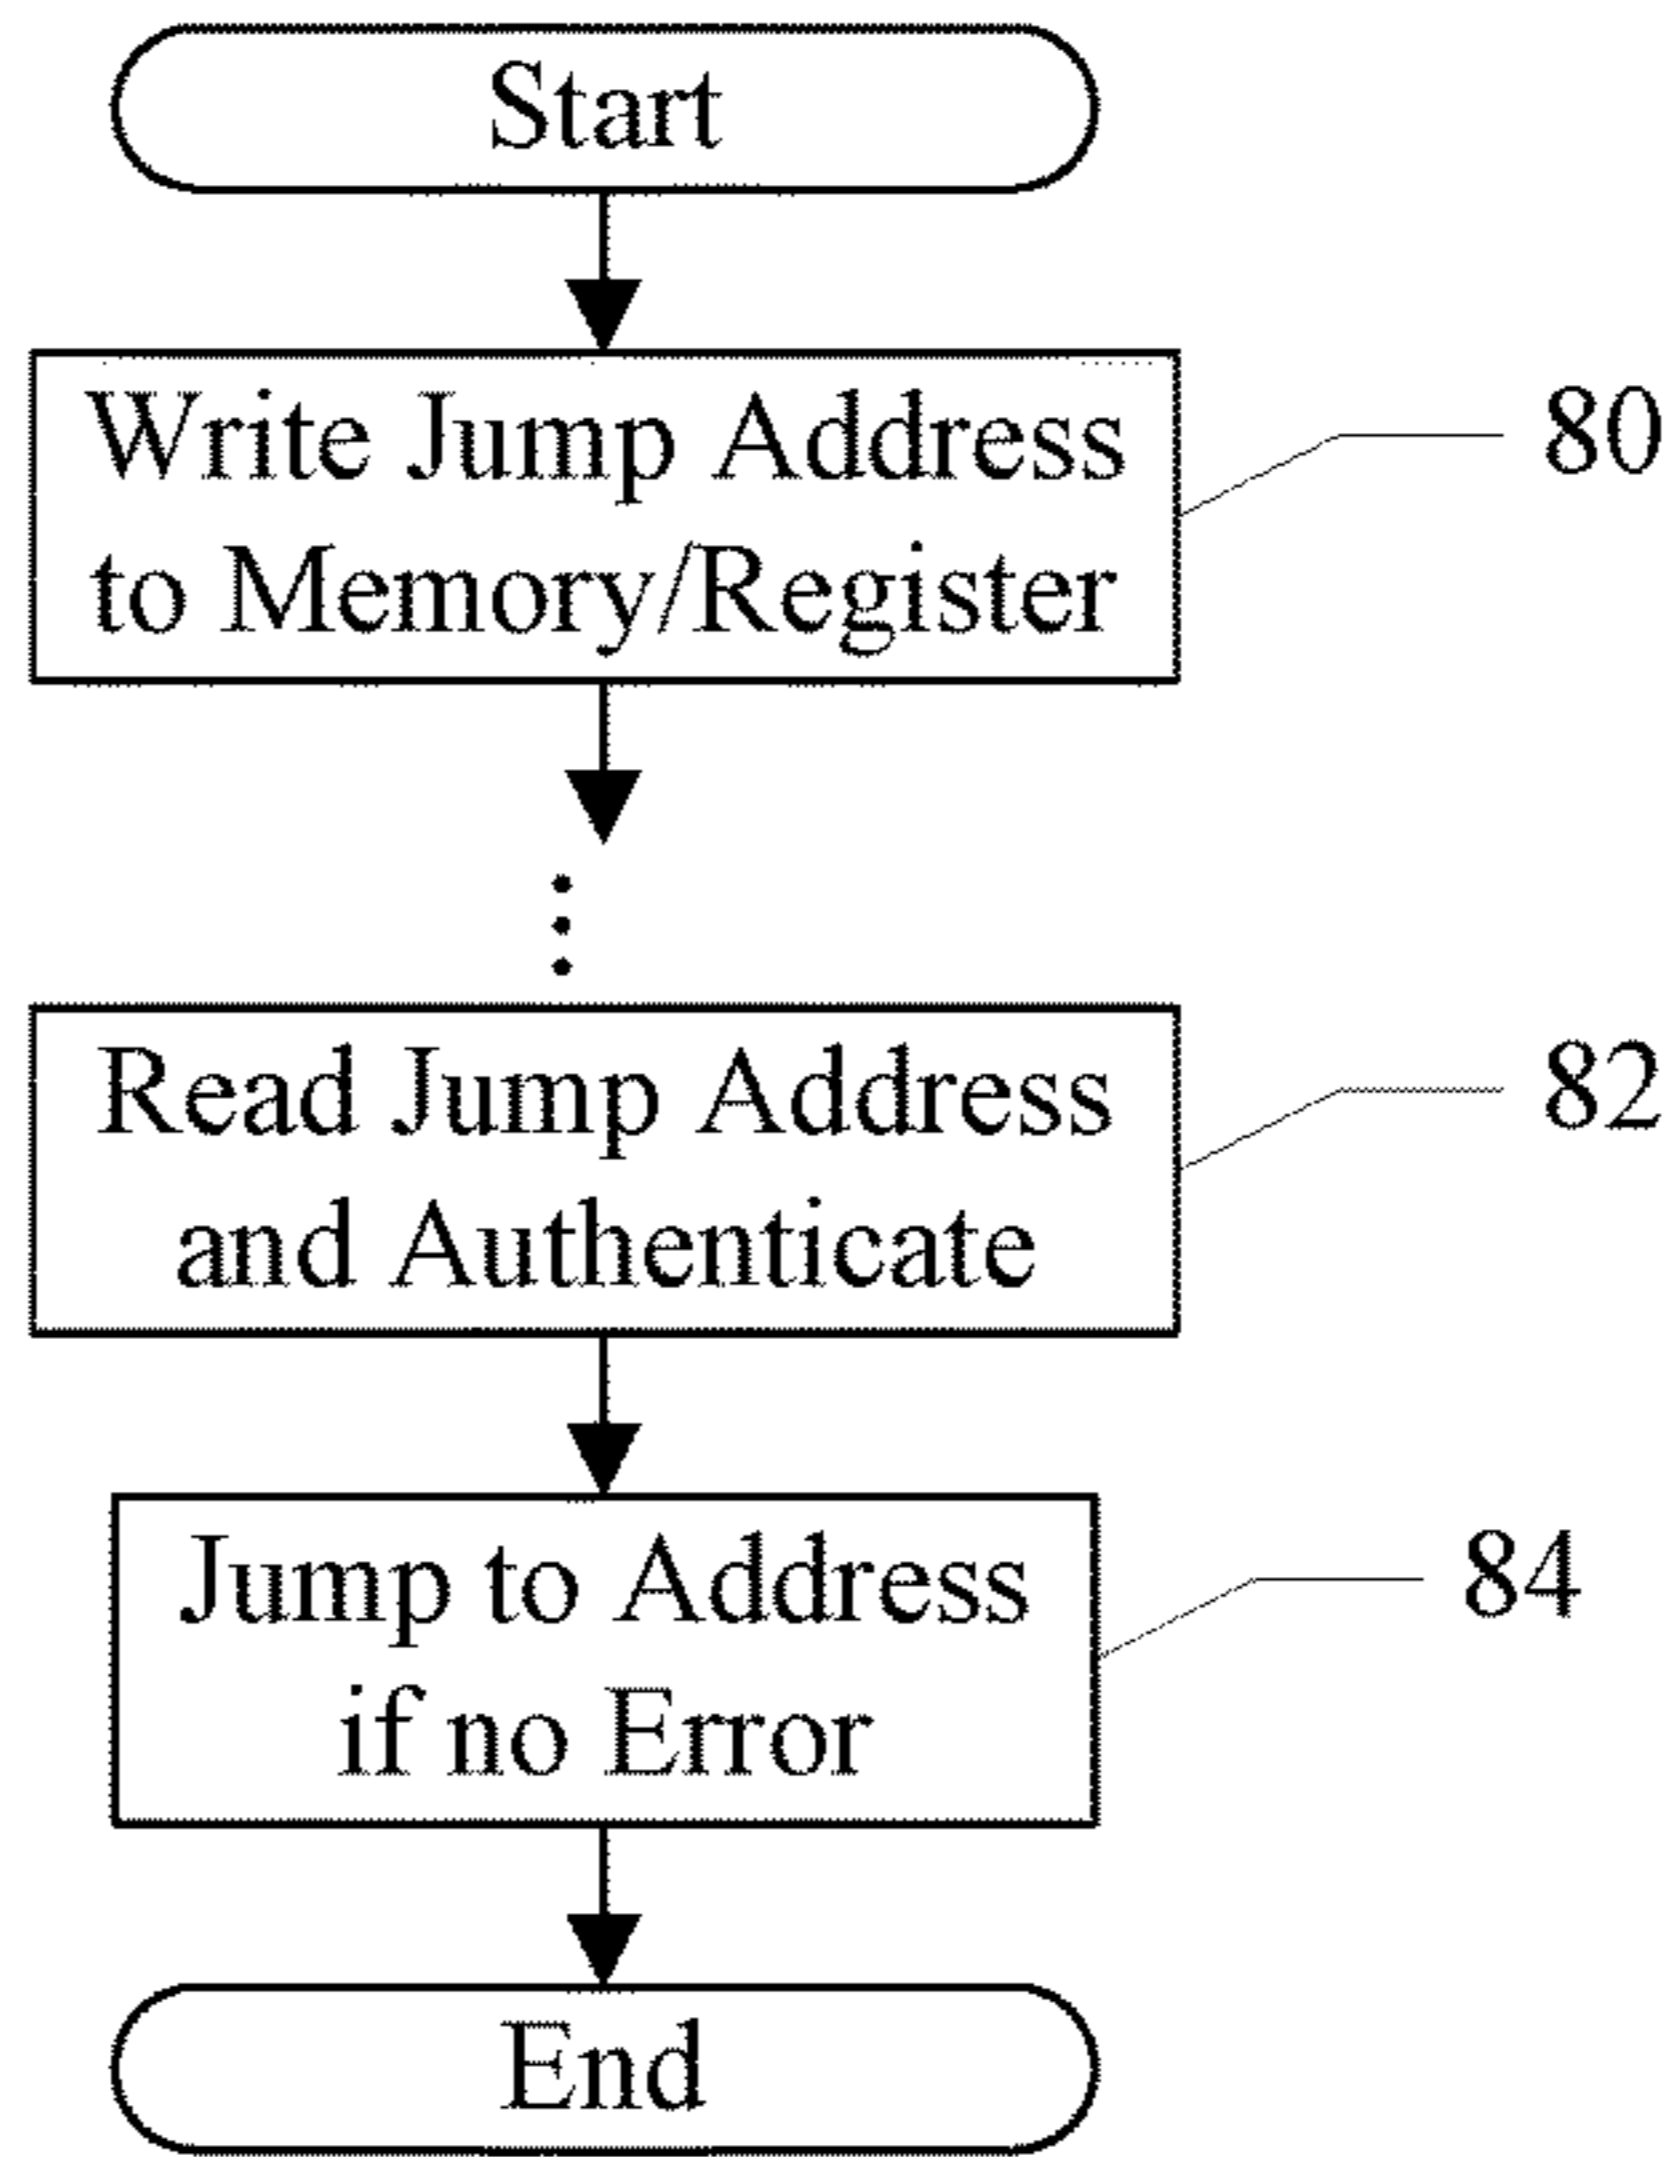 Start
Write Jump Address
to Memory/Register
80
Read Jump Address
and Authenticate
82
Jump to Address
if no Error
84
End